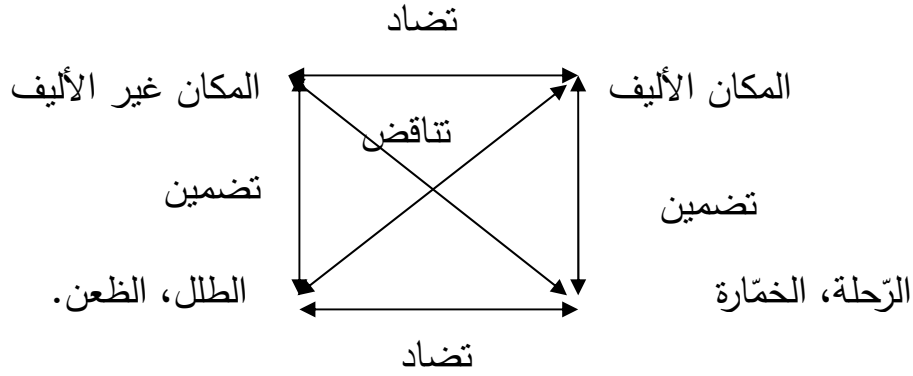 تضاد
المكان الأليف
المكان غير الأليف
تناقض
تضمين
تضمين
الرّحلة، الخمّارة
الطلل، الظعن.
تضاد